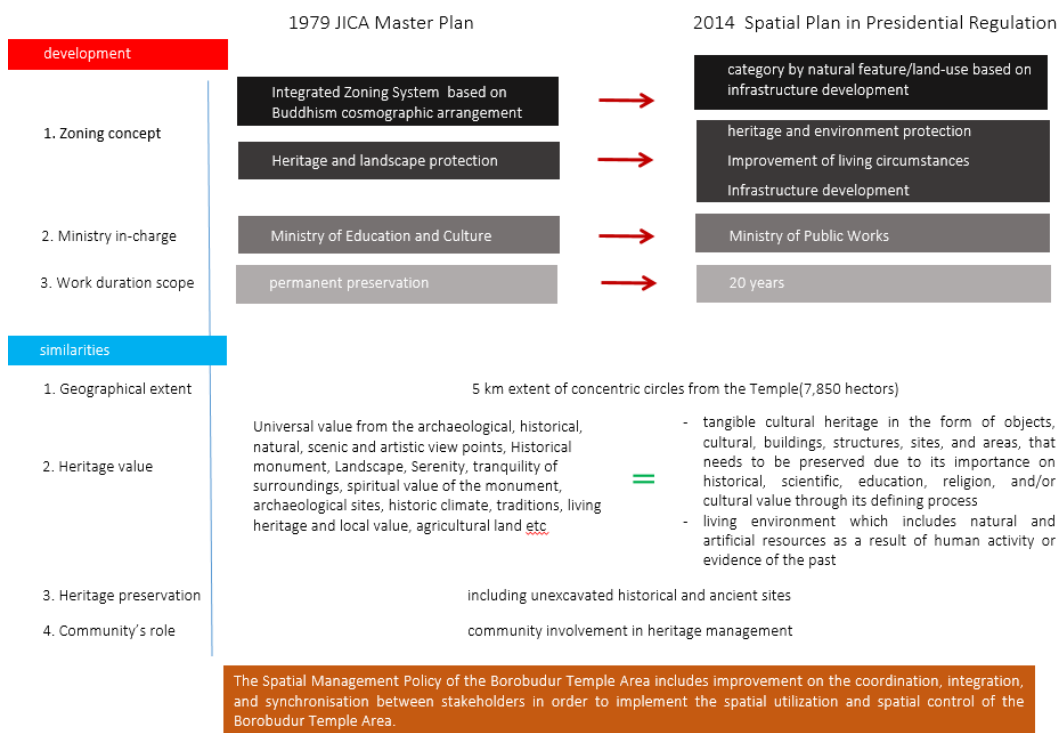 1979 JICA Master Plan
2014 Spatial Plan in Presidential Regulation
development
1. Zoning concept
Integrated Zoning System based on
Buddhism cosmographic arrangement
category by natural feature/land-use based on
infrastructure development
Heritage and landscape protection
heritage and environment protection
Improvement of living circumstances
Infrastructure development
2. Ministry in-charge
Ministry of Education and Culture
Ministry of Public Works
3. Work duration scope
permanent preservation
20 years
similarities
1. Geographical extent
5 km extent of concentric circles from the Temple(7,850 hectors)
2. Heritage value
Universal value from the archaeological, historical,
natural, scenic and artistic view points, Historical
monument, Landscape, Serenity, tranquility of
surroundings, spiritual value of the monument,
archaeological sites, historic climate, traditions, living
heritage and local value, agricultural land etc
=
- tangible cultural heritage in the form of objects,
cultural, buildings, structures, sites, and areas, that
needs to be preserved due to its importance on
historical, scientific, education, religion, and/or
cultural value through its defining process
- living environment which includes natural and
artificial resources as a result of human activity or
evidence of the past
3. Heritage preservation
including unexcavated historical and ancient sites
4. Community's role
community involvement in heritage management
The Spatial Management Policy of the Borobudur Temple Area includes improvement on the coordination, integration,
and synchronisation between stakeholders in order to implement the spatial utilization and spatial control of the
Borobudur Temple Area.